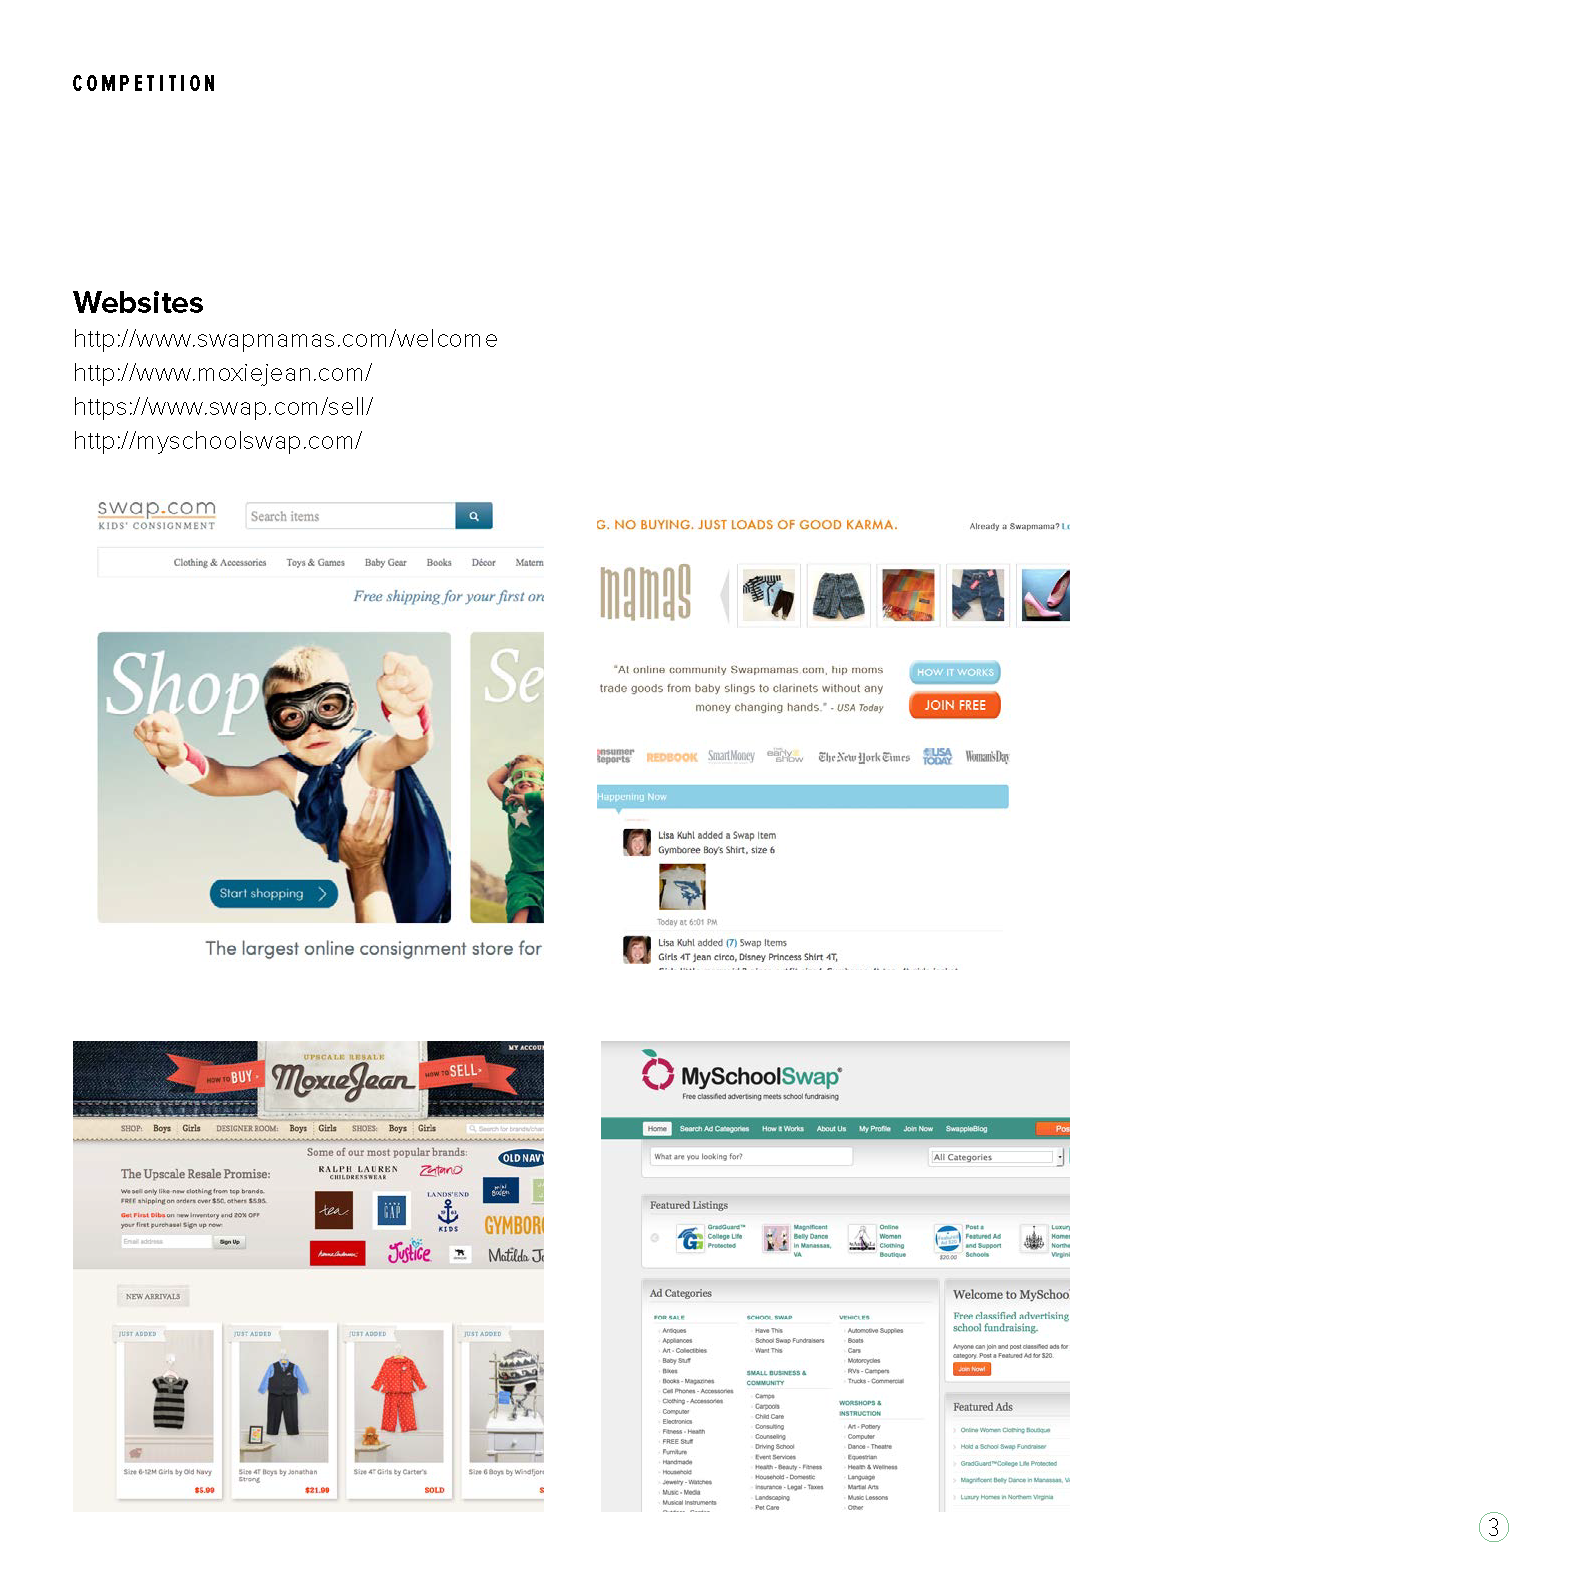 COMPETITION
Websites
http://www.swapmamas.com/welcome
http://www.moxiejean.com/
https://www.swap.com/sell/
http://myschoolswap.com/
swap.com
KIDS' CONSIGNMENT
Search items
Clothing & Accessories Toys & Games Baby Gear Books Décor Matern
Free shipping for your first or
Shop
Se
Start shopping
The largest online consignment store for
G. NO BUYING. JUST LOADS OF GOOD KARMA.
Already a Swapmama? Lo
mamas
"At online community Swapmamas.com, hip moms
trade goods from baby slings to clarinets without any
money changing hands." - USA Today
HOW IT WORKS
JOIN FREE
nsumer
Reports
REDBOOK
SmartMoney
THE
early
show
The New York Times
USA
TODAY
Woman's Day
Happening Now
Lisa Kuhl added a Swap Item
Gymboree Boy's Shirt, size 6
Today at 6:01 PM
Lisa Kuhl added (7) Swap Items
Girls 4T jean circo, Disney Princess Shirt 4T,
MY ACCOU
UPSCALE RESALE
MoxieJean
HOW TO BUY
HOW TO SELL
SHOP: Boys Girls DESIGNER ROOM: Boys Girls SHOES: Boys Girls
Search for brands/char
The Upscale Resale Promise:
We sell only like-new clothing from top brands.
FREE shipping on orders over $50, others $5.95.
Get First Dibs on new inventory and 20% OFF
your first purchase! Sign up now:
Email address
Sign Up
Some of our most popular brands:
RALPH LAUREN
CHILDRENSWEAR
Zutano
OLD NAVY
tea
GAP
LANDS'END
KIDS
mini
boden
GYMBOR
Hanna Andersson
Justice
Matilda Ja
NEW ARRIVALS
JUST ADDED
JUST ADDED
JUST ADDED
JUST ADDED
Size 6-12M Girls by Old Navy
$5.99
Size 4T Boys by Jonathan
Strong
$21.99
Size 4T Girls by Carter's
SOLD
Size 6 Boys by Windfjor
S
MySchoolSwap®
Free classified advertising meets school fundraising
Home Search Ad Categories How it Works About Us My Profile Join Now SwappleBlog Pos
What are you looking for?
All Categories
Featured Listings
GradGuard™
College Life
Protected
Magnificent
Belly Dance
in Manassas,
VA
Online
Women
Clothing
Boutique
Featured
Ad $20
$20.00
Post a
Featured Ad
and Support
Schools
Luxury
Homes
Northe
Virgini
Ad Categories
FOR SALE
Antiques
Appliances
Art - Collectibles
Baby Stuff
Bikes
Books - Magazines
Cell Phones - Accessories
Clothing - Accessories
Computer
Electronics
Fitness - Health
FREE Stuff
Furniture
Handmade
Household
Jewelry - Watches
Music - Media
Musical Instruments
SCHOOL SWAP
Have This
School Swap Fundraisers
Want This
SMALL BUSINESS &
COMMUNITY
Camps
Carpools
Child Care
Consulting
Counseling
Driving School
Event Services
Health - Beauty - Fitness
Household - Domestic
Insurance - Legal - Taxes
Landscaping
Pet Care
VEHICLES
Automotive Supplies
Boats
Cars
Motorcycles
RVs - Campers
Trucks - Commercial
WORSHOPS &
INSTRUCTION
Art - Pottery
Computer
Dance - Theatre
Equestrian
Health & Wellness
Language
Martial Arts
Music Lessons
Other
Welcome to MySchoo
Free classified advertising
school fundraising.
Anyone can join and post classified ads for
category. Post a Featured Ad for $20.
Join Now!
Featured Ads
Online Women Clothing Boutique
Hold a School Swap Fundraiser
GradGuard™College Life Protected
Magnificent Belly Dance in Manassas, V
Luxury Homes in Northern Virginia
3